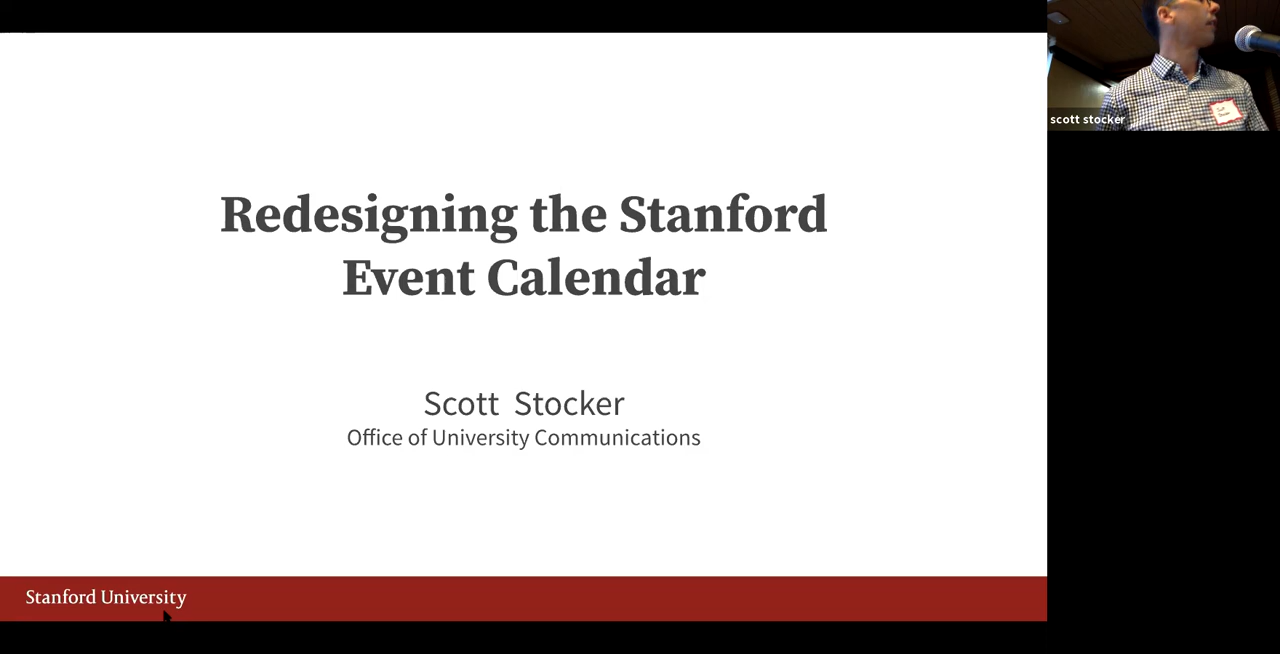 Redesigning the Stanford
Event Calendar
Scott Stocker
Office of University Communications
Stanford University
scott stocker